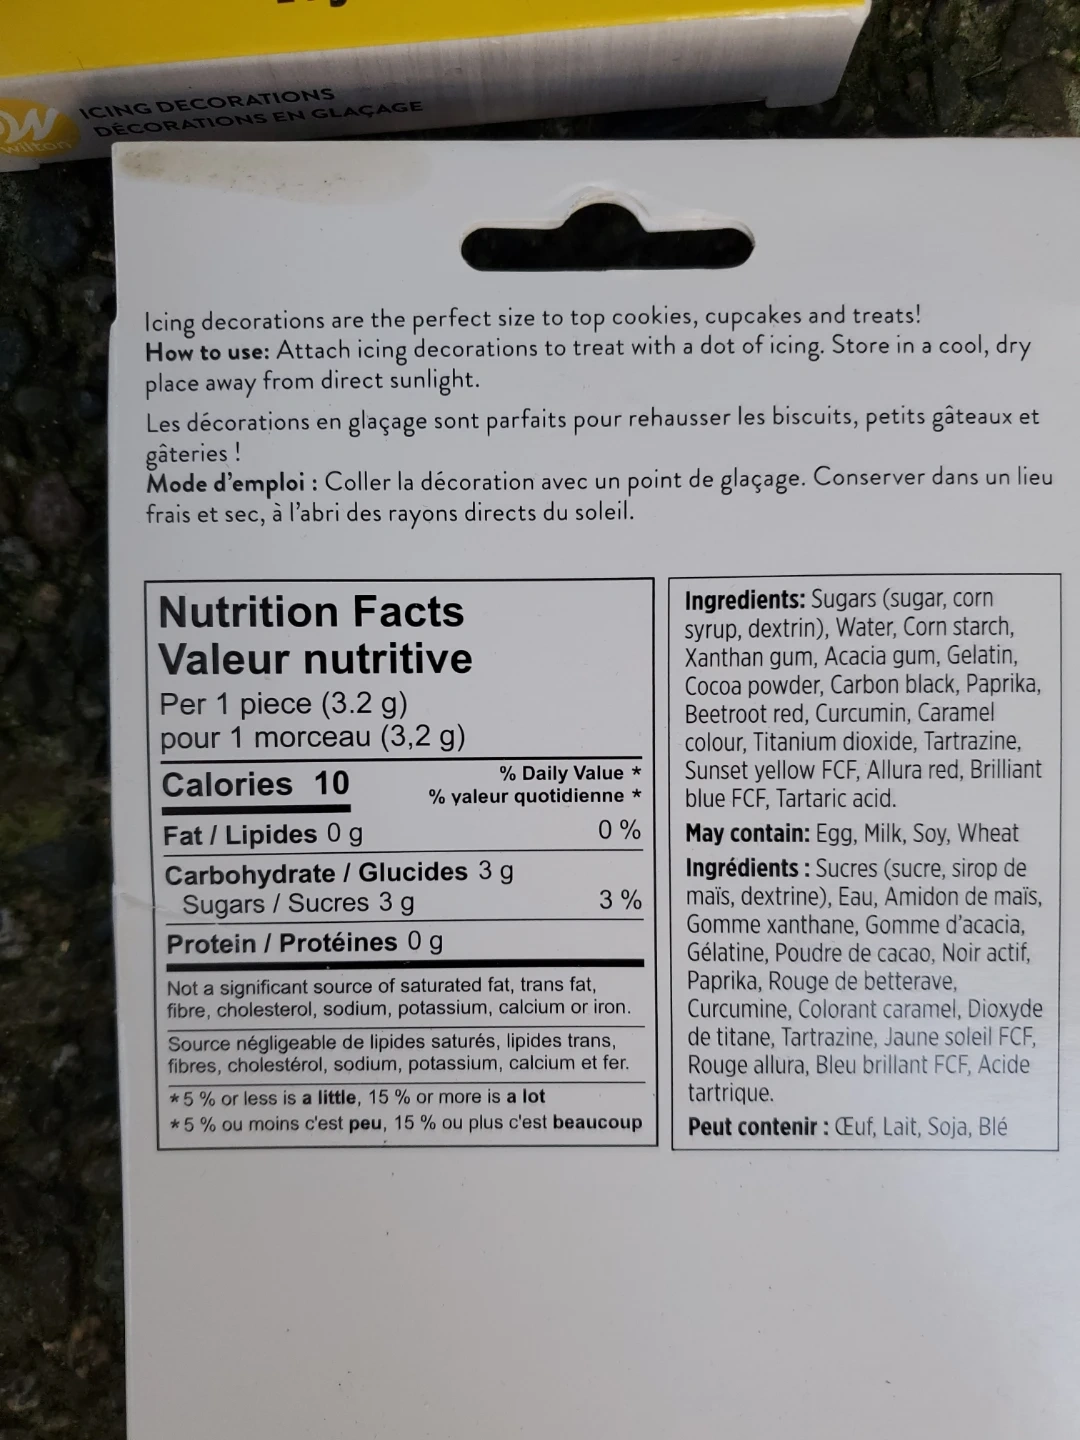 ICING DECORATIONS
DÉCORATIONS EN GLAÇAGE
W
wilton
Icing decorations are the perfect size to top cookies, cupcakes and treats!
How to use: Attach icing decorations to treat with a dot of icing. Store in a cool, dry
place away from direct sunlight.
Les décorations en glaçage sont parfaits pour rehausser les biscuits, petits gâteaux et
gâteries !
Mode d'emploi : Coller la décoration avec un point de glaçage. Conserver dans un lieu
frais et sec, à l'abri des rayons directs du soleil.
Nutrition Facts
Valeur nutritive
Per 1 piece (3.2 g)
pour 1 morceau (3,2 g)
Calories 10
% Daily Value *
% valeur quotidienne *
Fat / Lipides 0 g 0 %
Carbohydrate / Glucides 3 g
Sugars / Sucres 3 g 3 %
Protein / Protéines 0 g
Not a significant source of saturated fat, trans fat,
fibre, cholesterol, sodium, potassium, calcium or iron.
Source négligeable de lipides saturés, lipides trans,
fibres, cholestérol, sodium, potassium, calcium et fer.
* 5 % or less is a little, 15 % or more is a lot
* 5 % ou moins c'est peu, 15 % ou plus c'est beaucoup
Ingredients: Sugars (sugar, corn
syrup, dextrin), Water, Corn starch,
Xanthan gum, Acacia gum, Gelatin,
Cocoa powder, Carbon black, Paprika,
Beetroot red, Curcumin, Caramel
colour, Titanium dioxide, Tartrazine,
Sunset yellow FCF, Allura red, Brilliant
blue FCF, Tartaric acid.
May contain: Egg, Milk, Soy, Wheat
Ingrédients : Sucres (sucre, sirop de
maïs, dextrine), Eau, Amidon de maïs,
Gomme xanthane, Gomme d'acacia,
Gélatine, Poudre de cacao, Noir actif,
Paprika, Rouge de betterave,
Curcumine, Colorant caramel, Dioxyde
de titane, Tartrazine, Jaune soleil FCF,
Rouge allura, Bleu brillant FCF, Acide
tartrique.
Peut contenir : Œuf, Lait, Soja, Blé